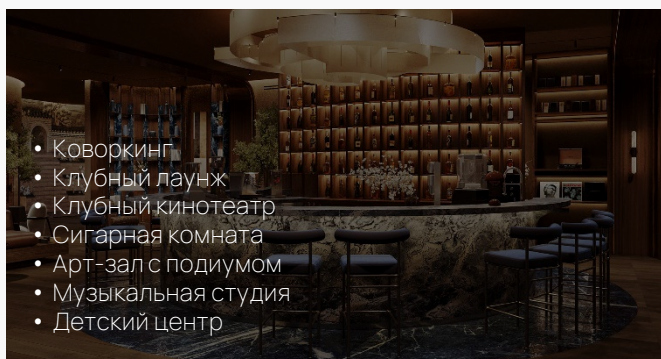 • Коворкинг
• Клубный лаунж
• Клубный кинотеатр
• Сигарная комната
• Арт-зал с подиумом
• Музыкальная студия
• Детский центр